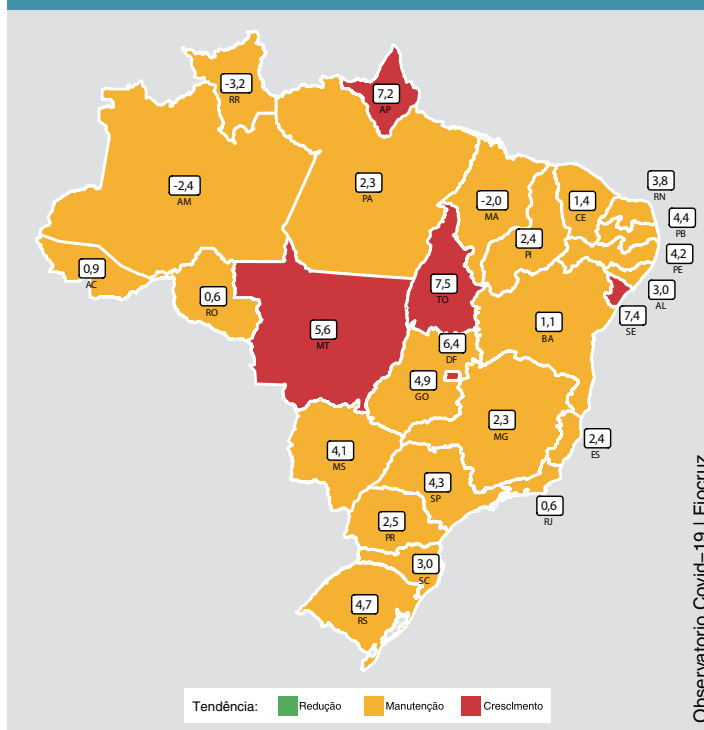 -3,2
RR
7,2
AP
-2,4
AM
2,3
PA
-2,0
MA
1,4
CE
3,8
RN
4,4
PB
2,4
PI
4,2
PE
0,9
AC
0,6
RO
7,5
TO
3,0
AL
7,4
SE
5,6
MT
1,1
BA
6,4
DF
4,9
GO
2,3
MG
2,4
ES
4,1
MS
4,3
SP
0,6
RJ
2,5
PR
3,0
SC
4,7
RS
Tendência: Redução Manutenção Crescimento
Observatorio Covid–19 | Fiocruz